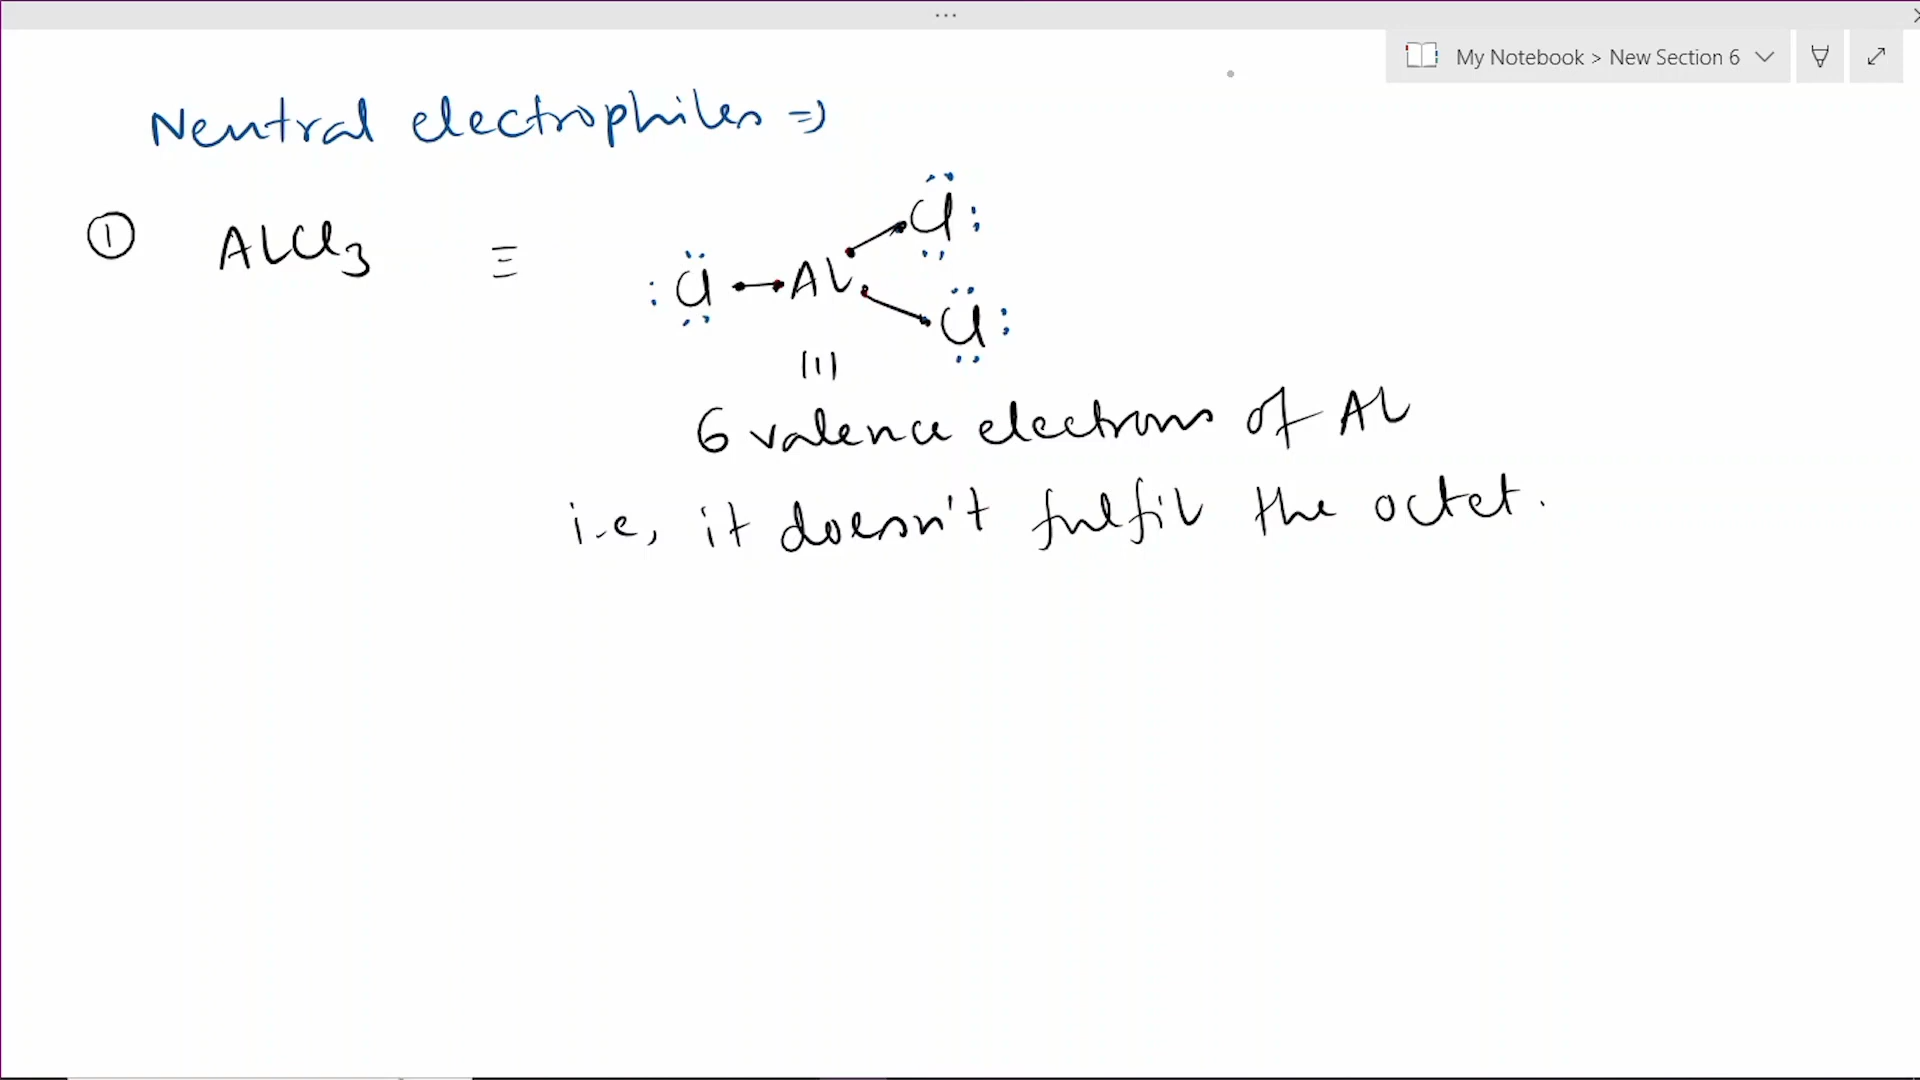 My Notebook > New Section 6
Neutral electrophiles ⇒
① AlCl₃ ≡
Cl
Cl Al
Cl
6 valence electrons of Al
i.e, it doesn't fulfil the octet.